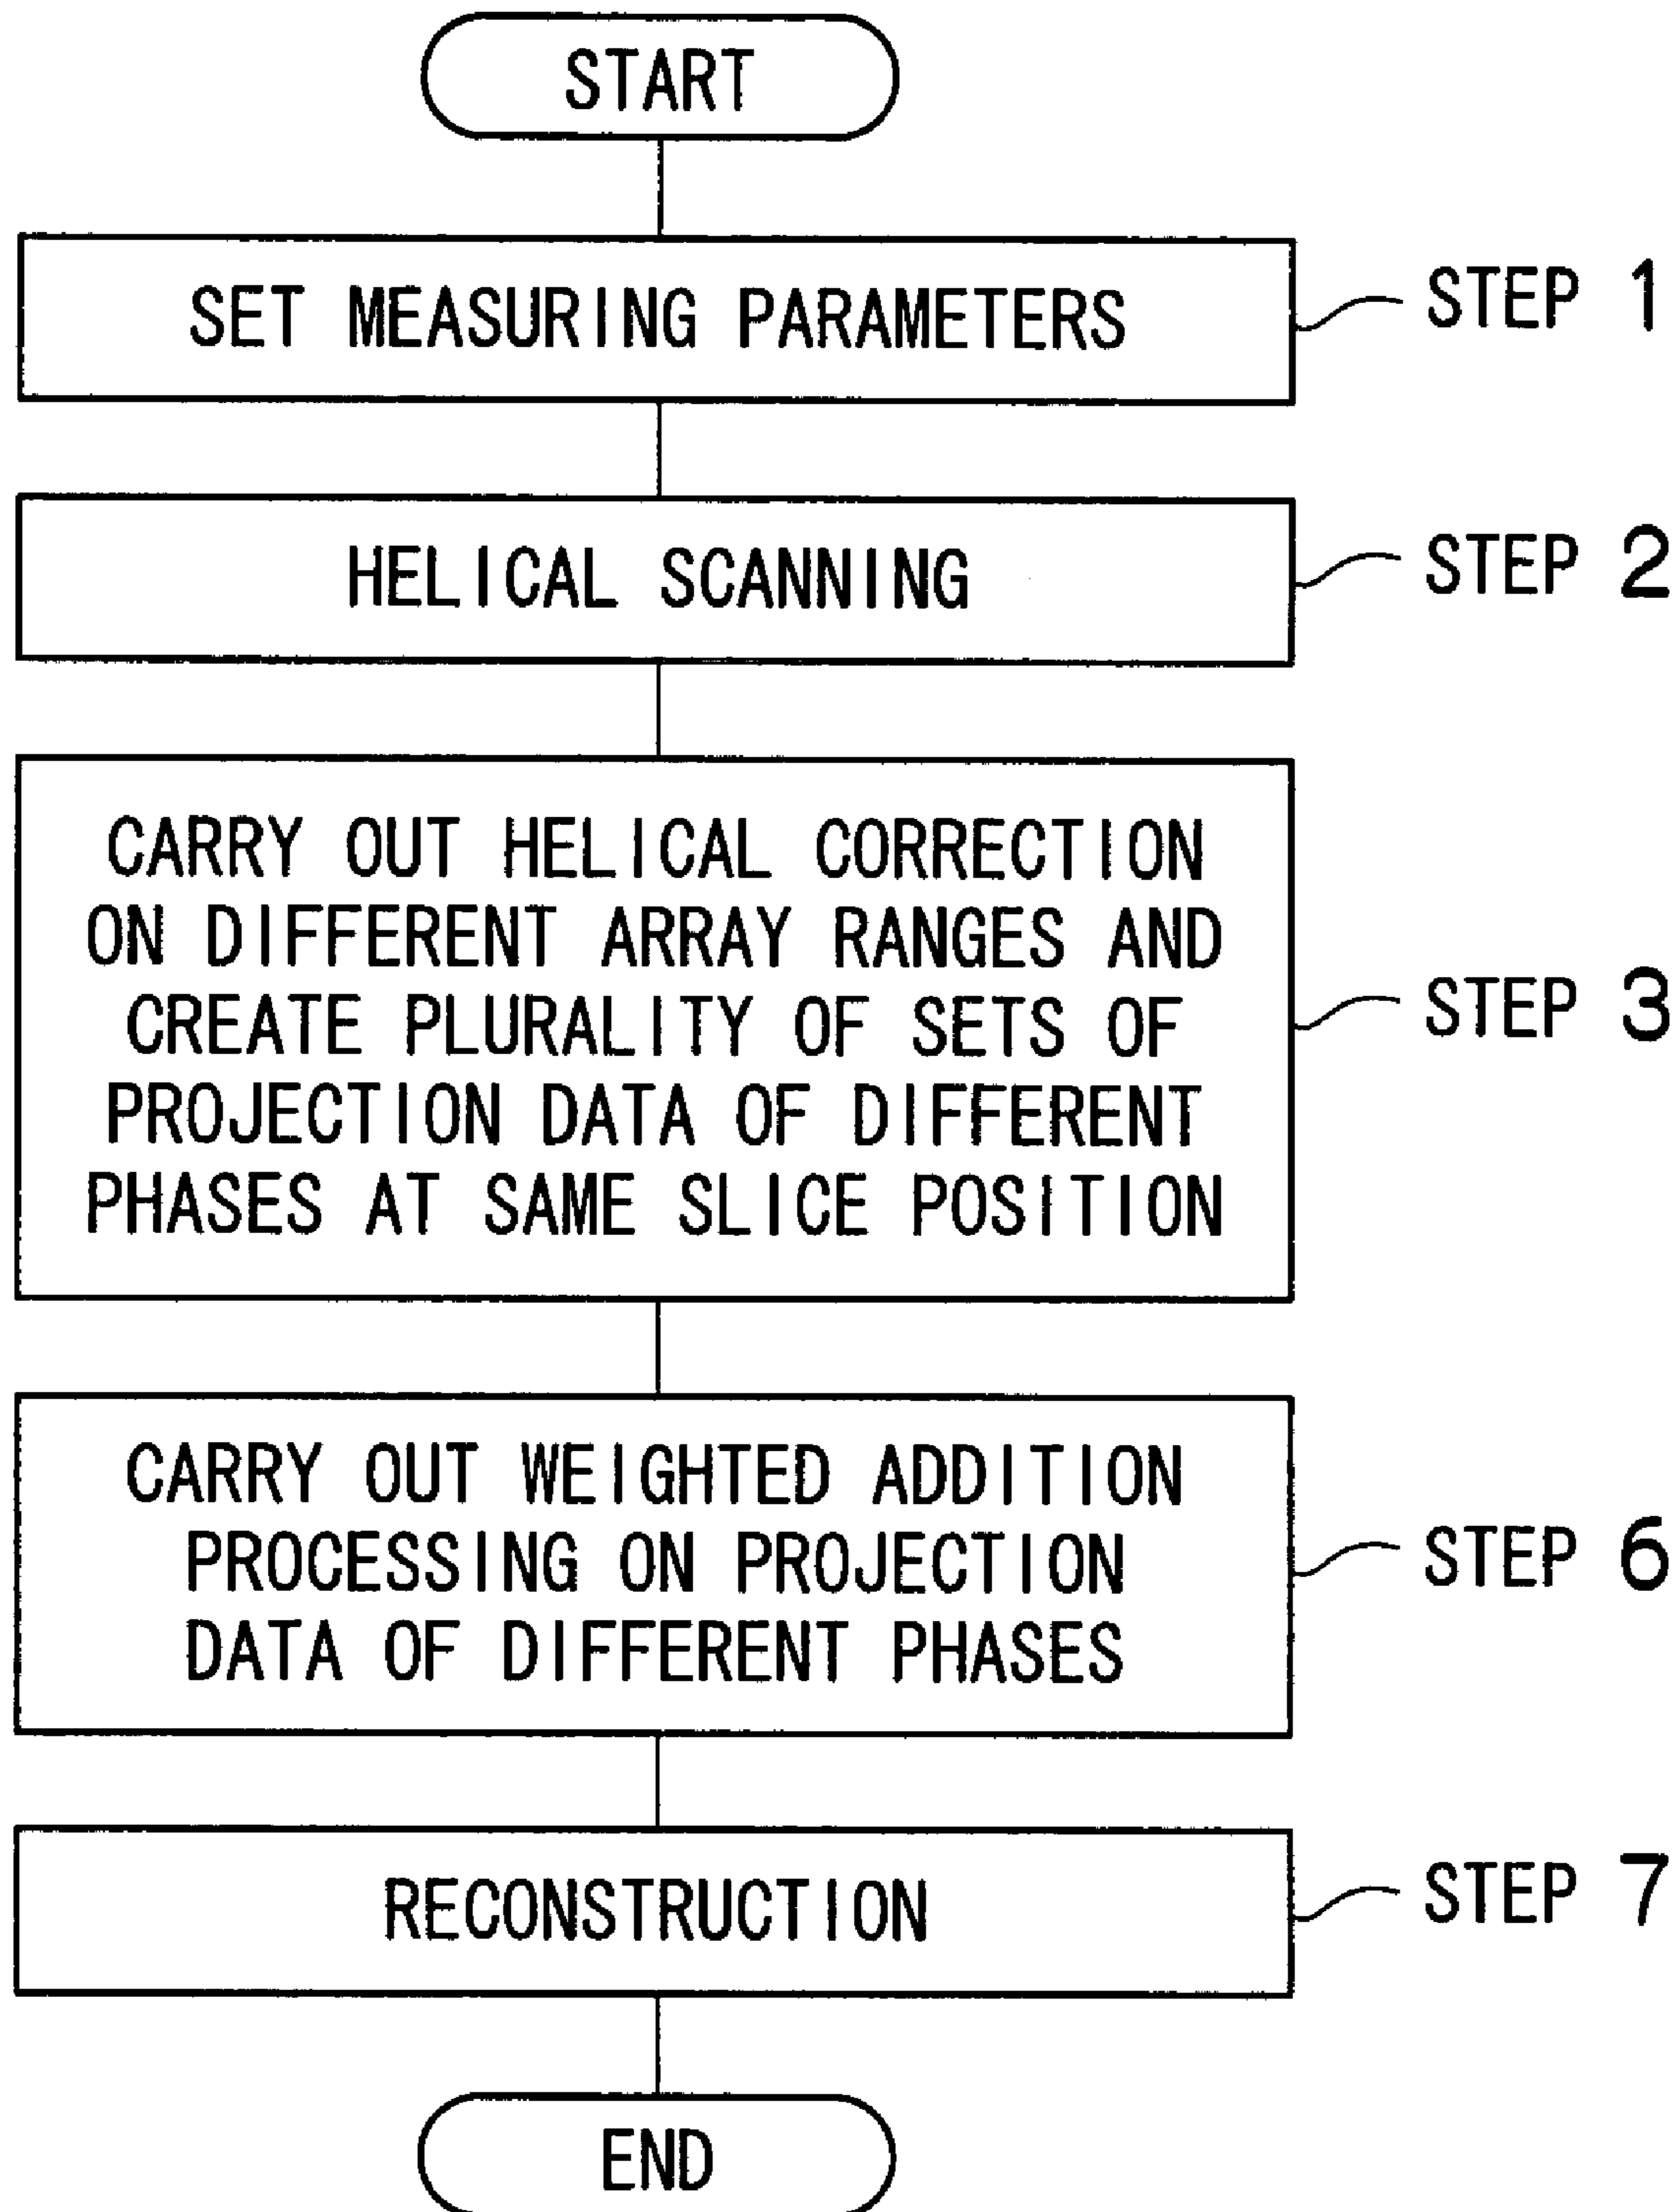 START
SET MEASURING PARAMETERS
STEP 1
HELICAL SCANNING
STEP 2
CARRY OUT HELICAL CORRECTION
ON DIFFERENT ARRAY RANGES AND
CREATE PLURALITY OF SETS OF
PROJECTION DATA OF DIFFERENT
PHASES AT SAME SLICE POSITION
STEP 3
CARRY OUT WEIGHTED ADDITION
PROCESSING ON PROJECTION
DATA OF DIFFERENT PHASES
STEP 6
RECONSTRUCTION
STEP 7
END